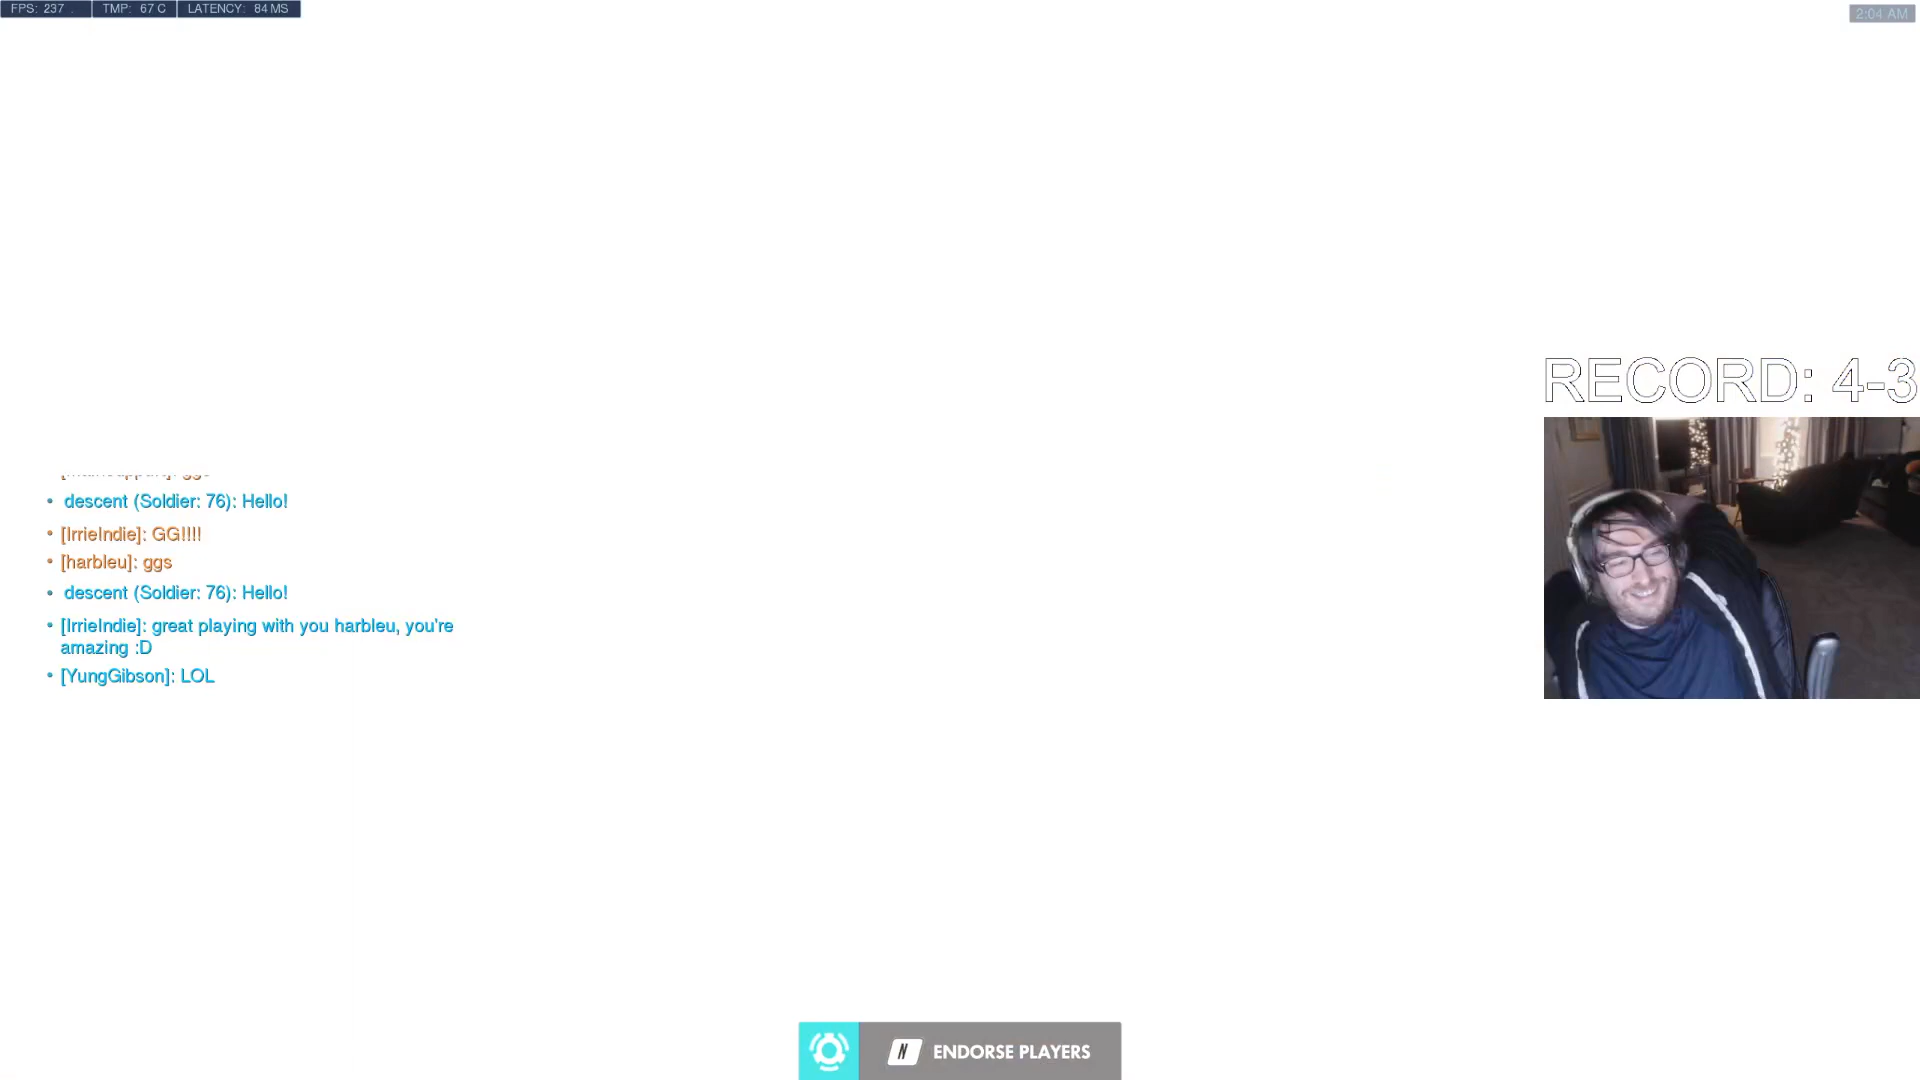 FPS: 237 TMP: 67 C LATENCY: 84 MS
2:04 AM
RECORD: 4-3
• descent (Soldier: 76): Hello!
• [IrrieIndie]: GG!!!!
• [harbleu]: ggs
• descent (Soldier: 76): Hello!
• [IrrieIndie]: great playing with you harbleu, you're
amazing :D
• [YungGibson]: LOL
N ENDORSE PLAYERS